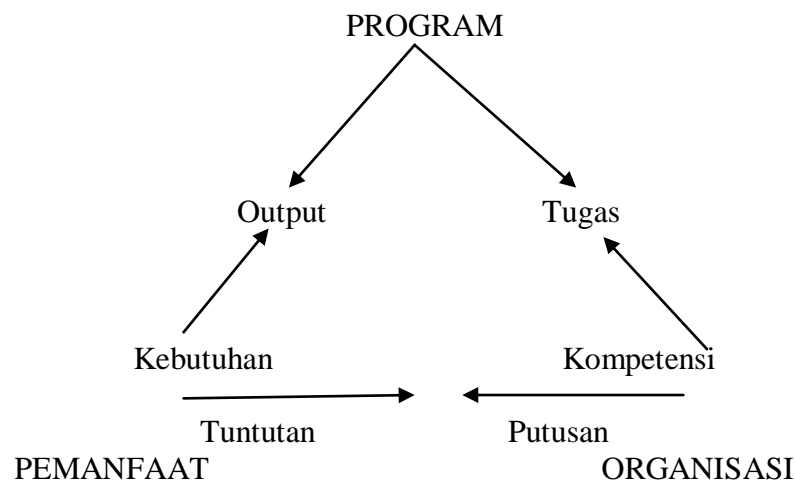 PROGRAM
Output Tugas
Kebutuhan Kompetensi
Tuntutan Putusan
PEMANFAAT ORGANISASI